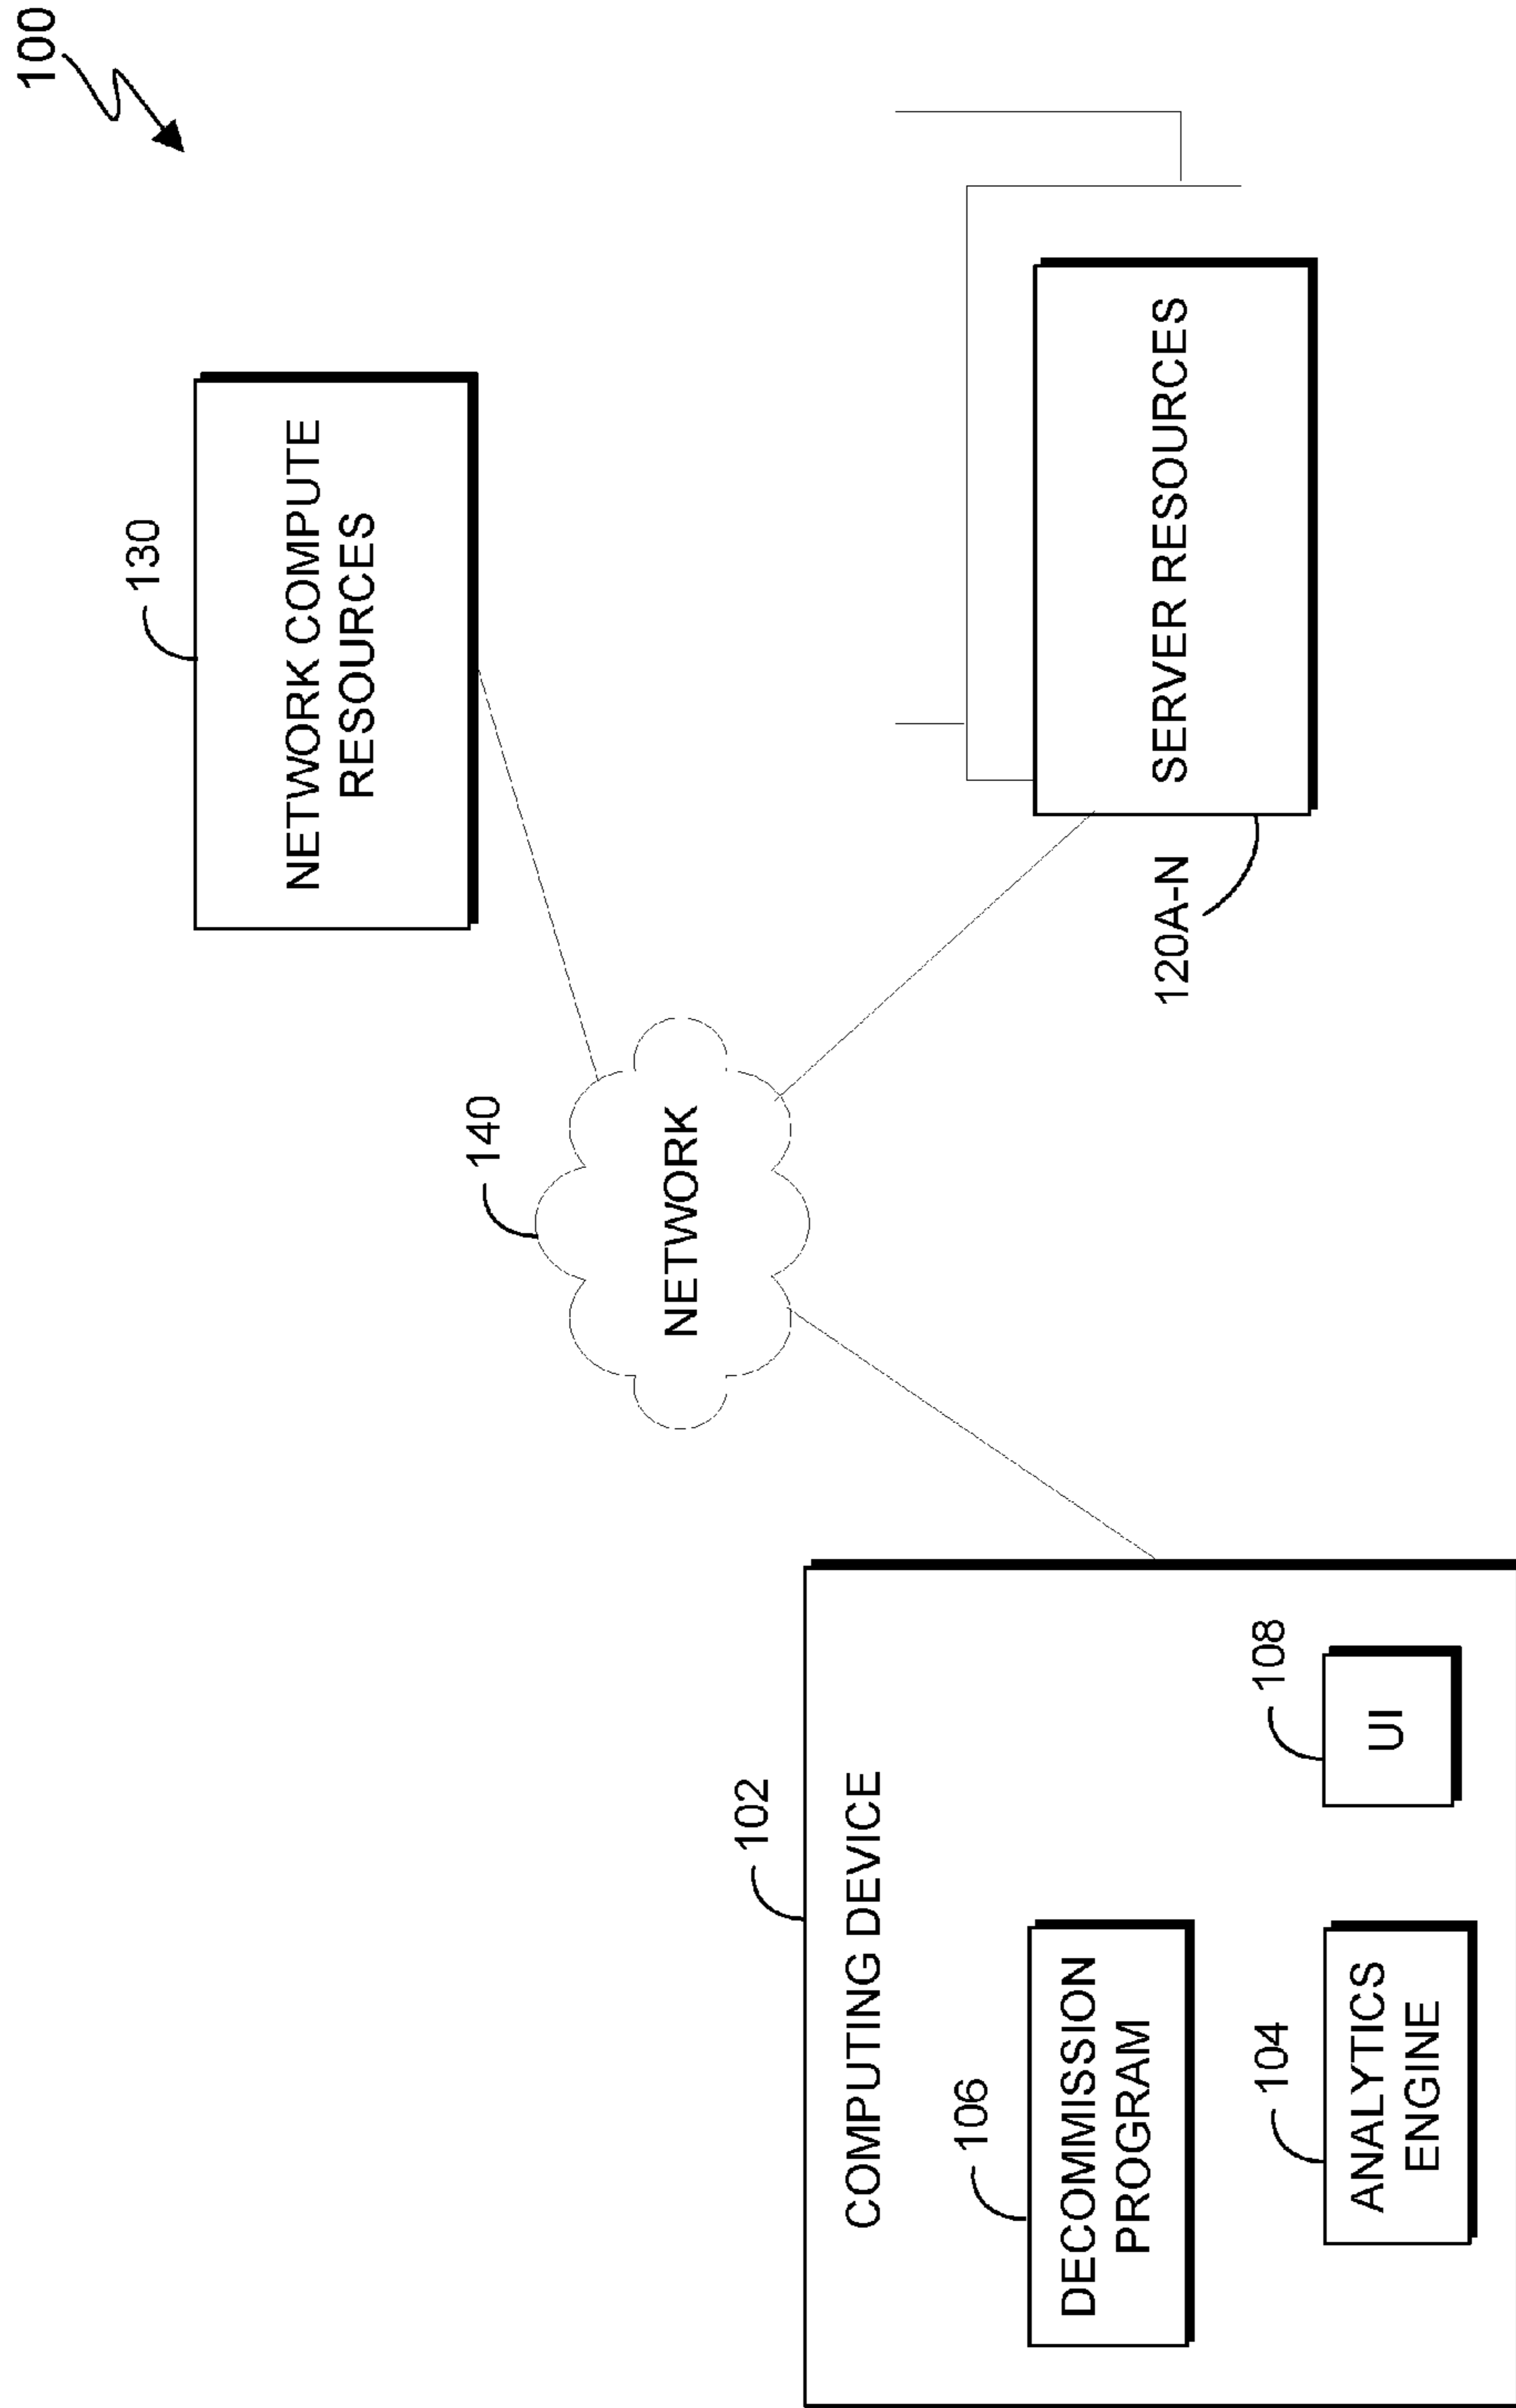 100
130
NETWORK COMPUTE
RESOURCES
140
NETWORK
SERVER RESOURCES
120A-N
102
COMPUTING DEVICE
106
DECOMMISSION
PROGRAM
104
ANALYTICS
ENGINE
108
UI